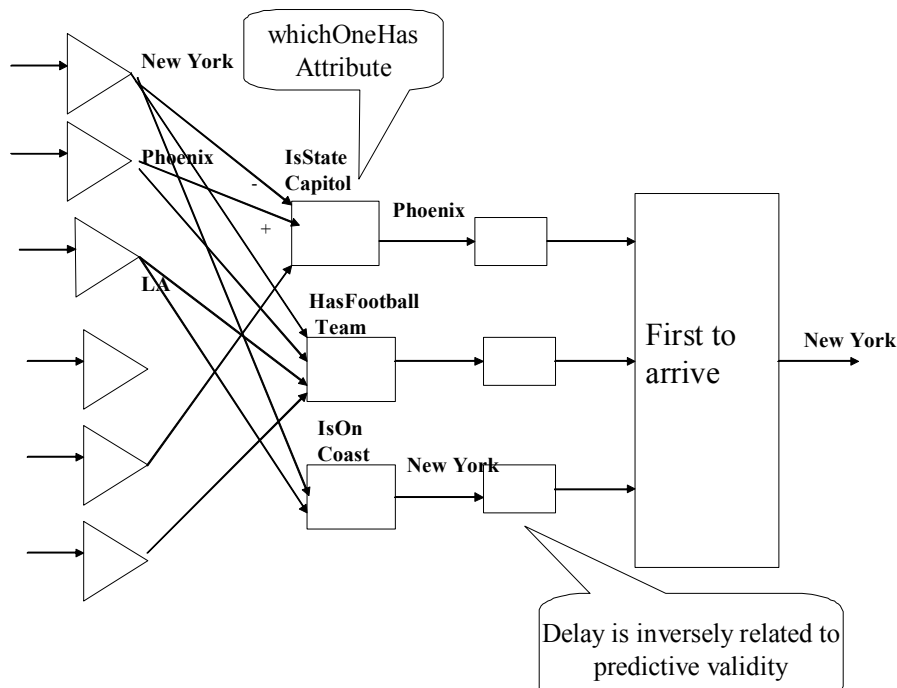 whichOneHas
Attribute
New York
Phoenix
IsState
Capitol
-
+
Phoenix
LA
HasFootball
Team
First to
arrive
New York
IsOn
Coast
New York
Delay is inversely related to
predictive validity